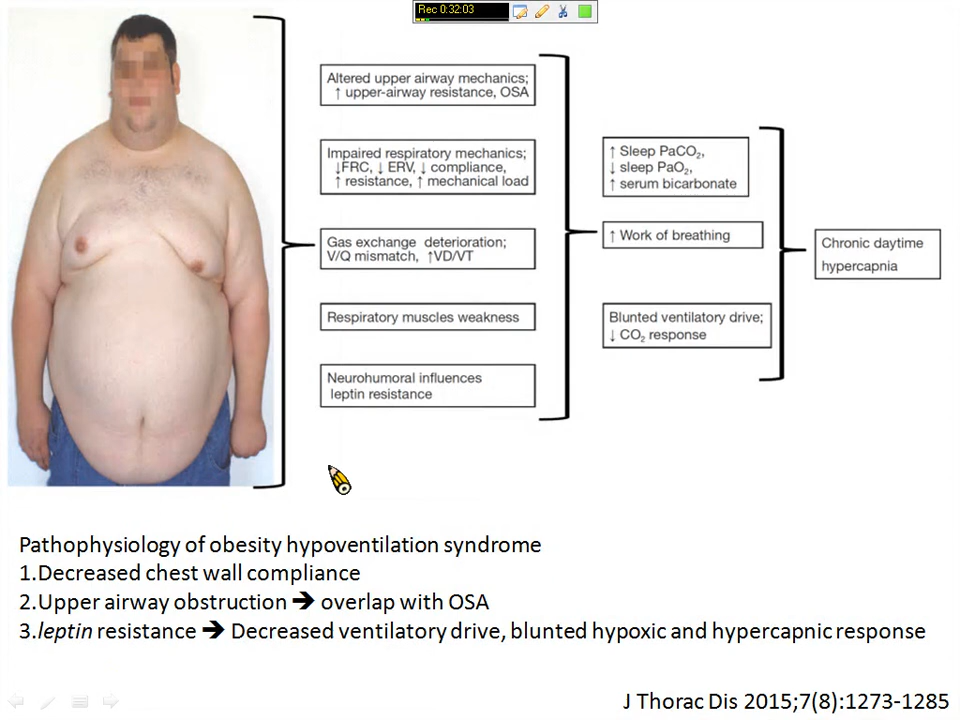 Rec 0:32:03
Altered upper airway mechanics;
↑ upper-airway resistance, OSA
Impaired respiratory mechanics;
↓FRC, ↓ ERV, ↓ compliance,
↑ resistance, ↑ mechanical load
Gas exchange deterioration;
V/Q mismatch, ↑VD/VT
Respiratory muscles weakness
Neurohumoral influences
leptin resistance
↑ Sleep PaCO₂,
↓ sleep PaO₂,
↑ serum bicarbonate
↑ Work of breathing
Blunted ventilatory drive;
↓ CO₂ response
Chronic daytime
hypercapnia
Pathophysiology of obesity hypoventilation syndrome
1.Decreased chest wall compliance
2.Upper airway obstruction ➔ overlap with OSA
3.leptin resistance ➔ Decreased ventilatory drive, blunted hypoxic and hypercapnic response
J Thorac Dis 2015;7(8):1273-1285